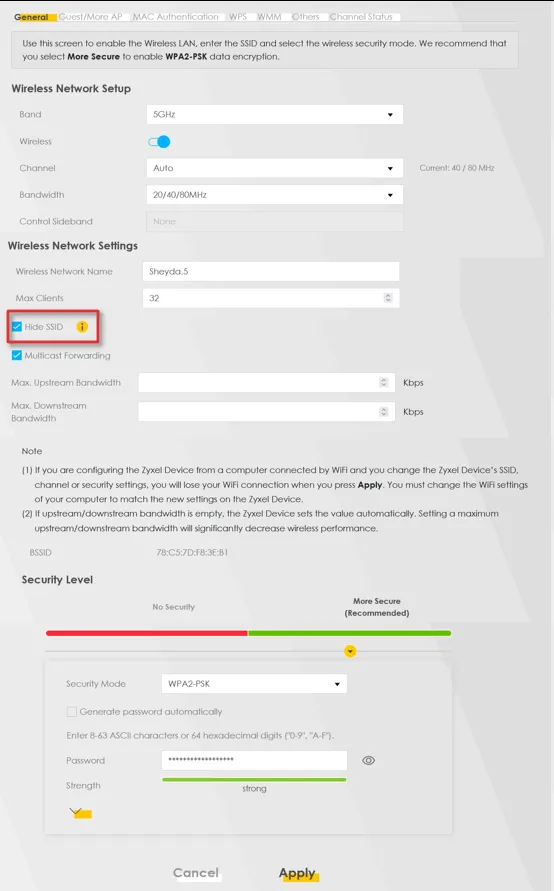 General Guest/More AP MAC Authentication WPS WMM Others Channel Status
Use this screen to enable the Wireless LAN, enter the SSID and select the wireless security mode. We recommend that
you select More Secure to enable WPA2-PSK data encryption.
Wireless Network Setup
Band 5GHz
Wireless
Channel Auto Current: 40 / 80 MHz
Bandwidth 20/40/80MHz
Control Sideband None
Wireless Network Settings
Wireless Network Name Sheyda.5
Max Clients 32
Hide SSID i
Multicast Forwarding
Max. Upstream Bandwidth Kbps
Max. Downstream
Bandwidth Kbps
Note
(1) If you are configuring the Zyxel Device from a computer connected by WiFi and you change the Zyxel Device's SSID,
channel or security settings, you will lose your WiFi connection when you press Apply. You must change the WiFi settings
of your computer to match the new settings on the Zyxel Device.
(2) If upstream/downstream bandwidth is empty, the Zyxel Device sets the value automatically. Setting a maximum
upstream/downstream bandwidth will significantly decrease wireless performance.
BSSID 78:C5:7D:F8:3E:B1
Security Level
No Security
More Secure
(Recommended)
Security Mode WPA2-PSK
Generate password automatically
Enter 8-63 ASCII characters or 64 hexadecimal digits ("0-9", "A-F").
Password ******************
Strength
strong
Cancel Apply